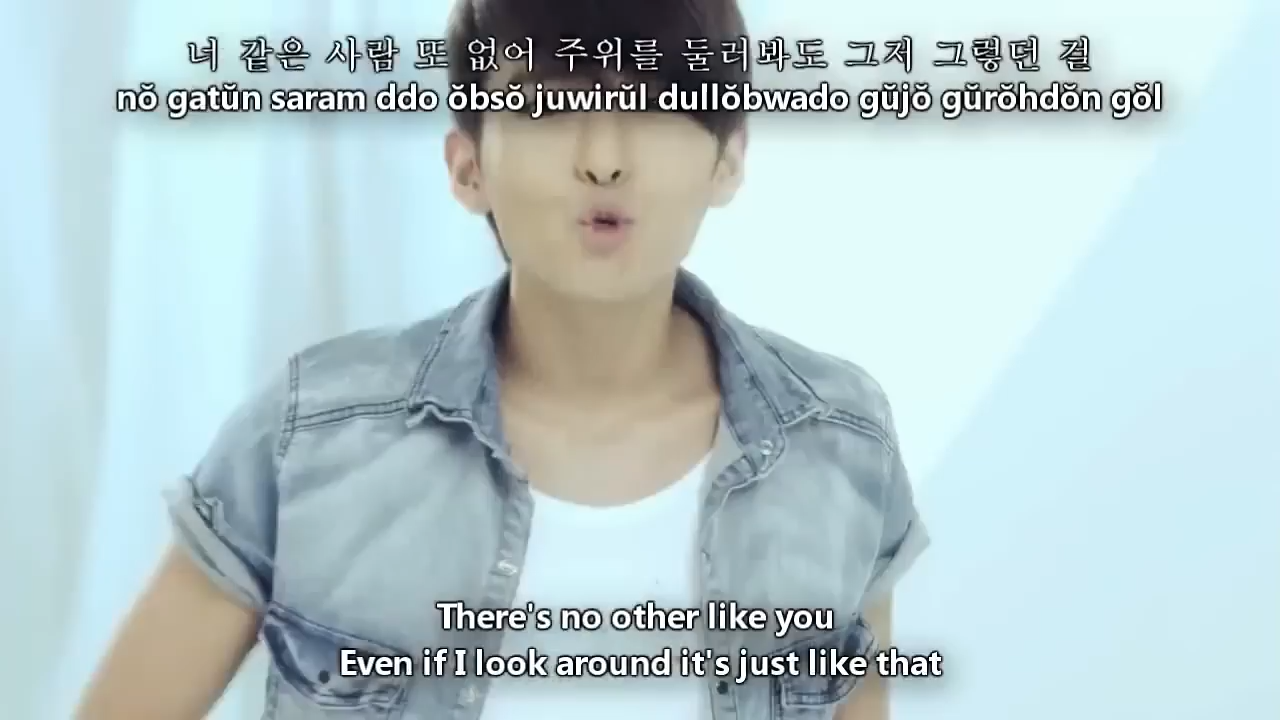 너 같은 사람 또 없어 주위를 둘러봐도 그저 그렇던 걸
nŏ gatŭn saram ddo ŏbsŏ juwirŭl dullŏbwado gŭjŏ gŭrŏhdŏn gŏl
There's no other like you
Even if I look around it's just like that